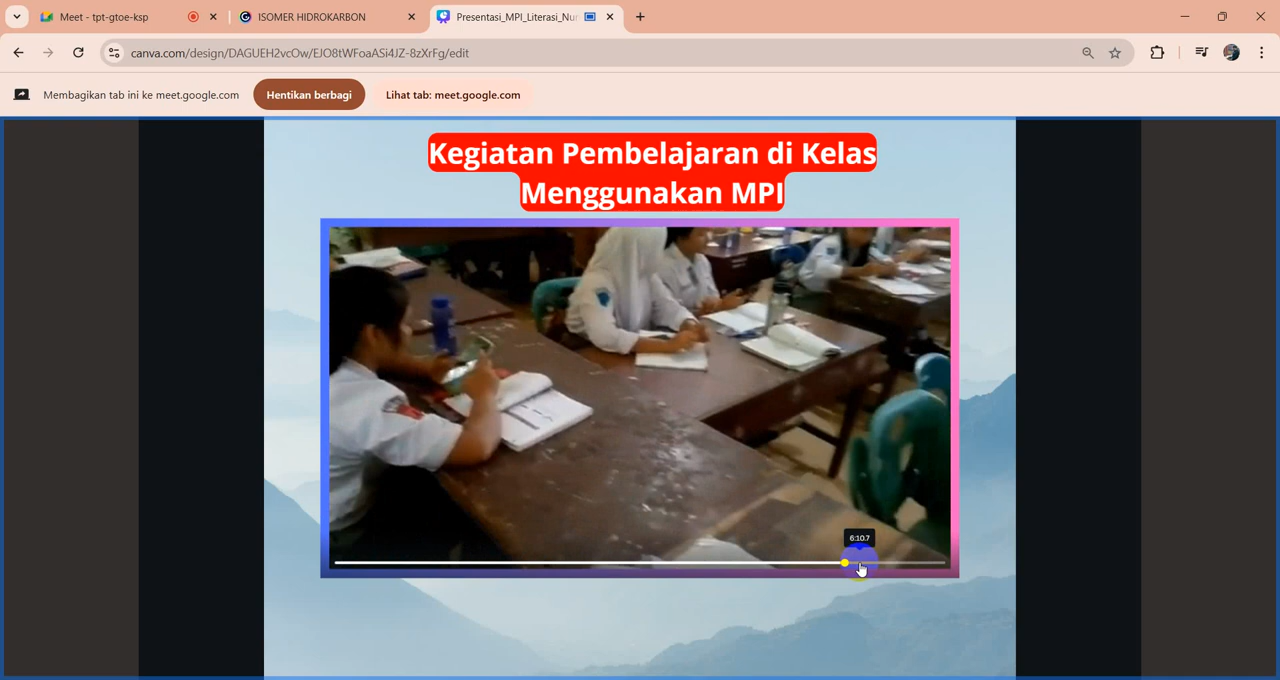 Meet - tpt-gtoe-ksp
ISOMER HIDROKARBON
Presentasi_MPI_Literasi_Nu
canva.com/design/DAGUEH2vcOw/EJO8tWFoaASi4JZ-8zXrFg/edit
Membagikan tab ini ke meet.google.com
Hentikan berbagi
Lihat tab: meet.google.com
Kegiatan Pembelajaran di Kelas
Menggunakan MPI
6:10.7